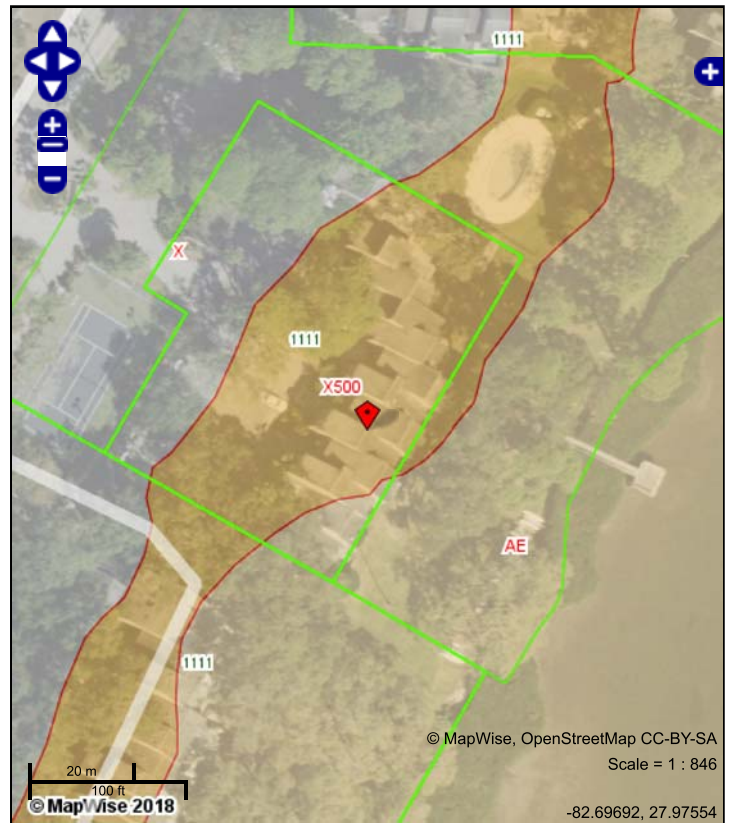 1111
X
1111
X500
AE
1111
© MapWise, OpenStreetMap CC-BY-SA
Scale = 1 : 846
20 m
100 ft
© MapWise 2018
-82.69692, 27.97554